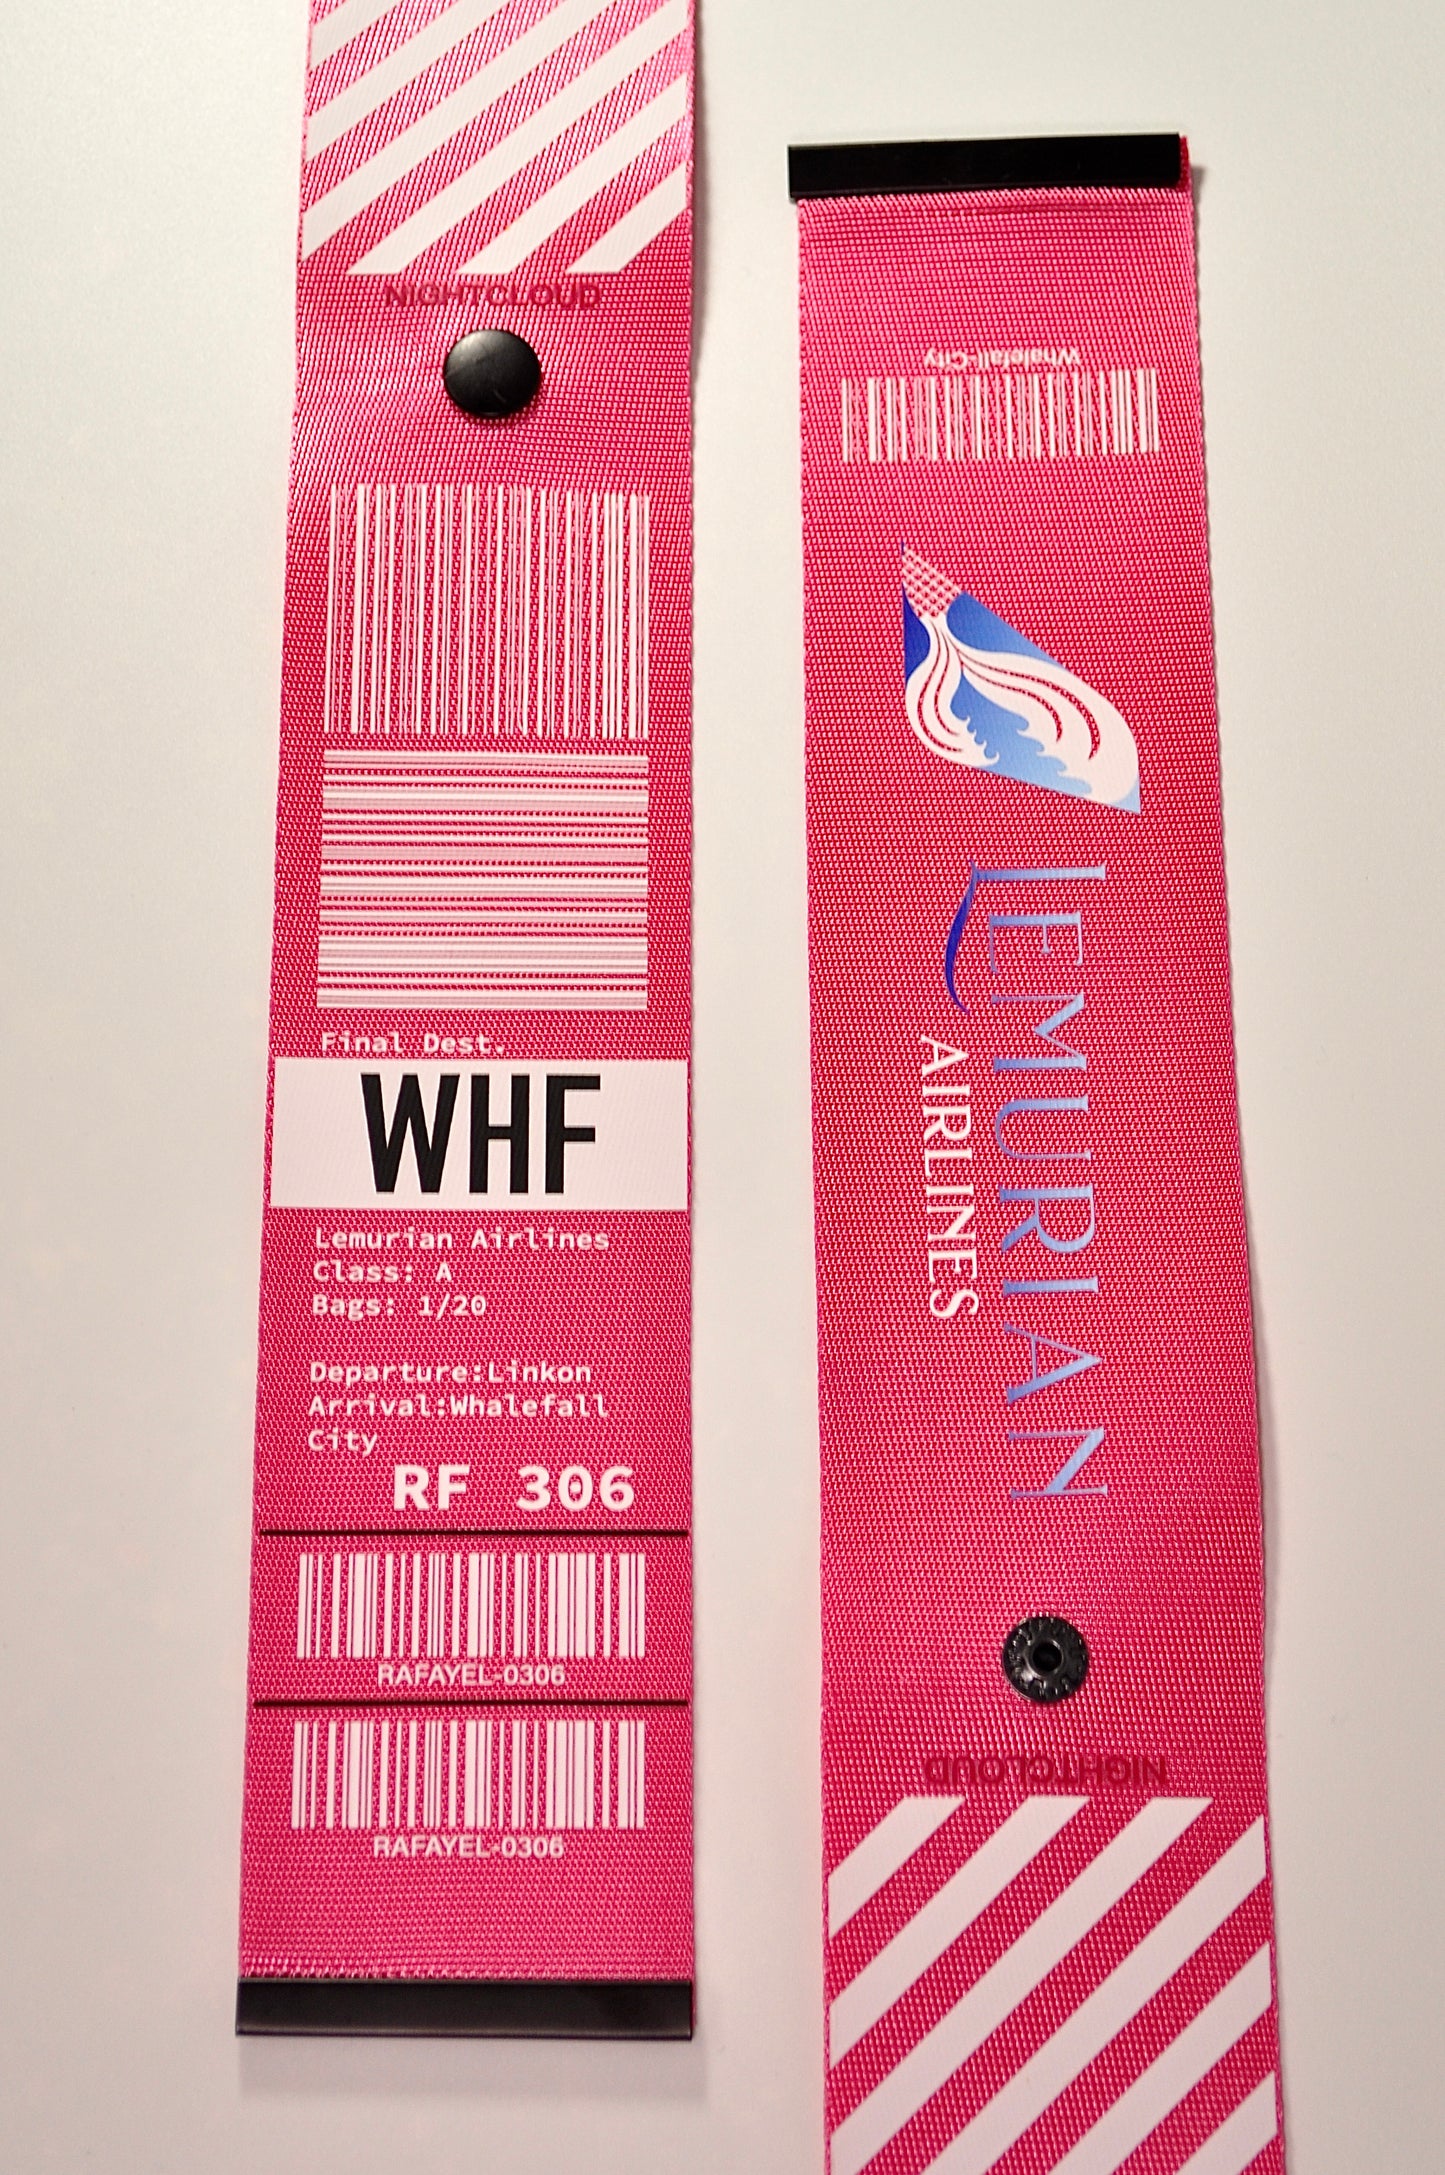 NIGHTCLOUD
Final Dest.
WHF
Lemurian Airlines
Class: A
Bags: 1/20
Departure:Linkon
Arrival:Whalefall
City
RF 306
RAFAYEL-0306
RAFAYEL-0306
Whalefall-City
LEMURIAN
AIRLINES
NIGHTCLOUD